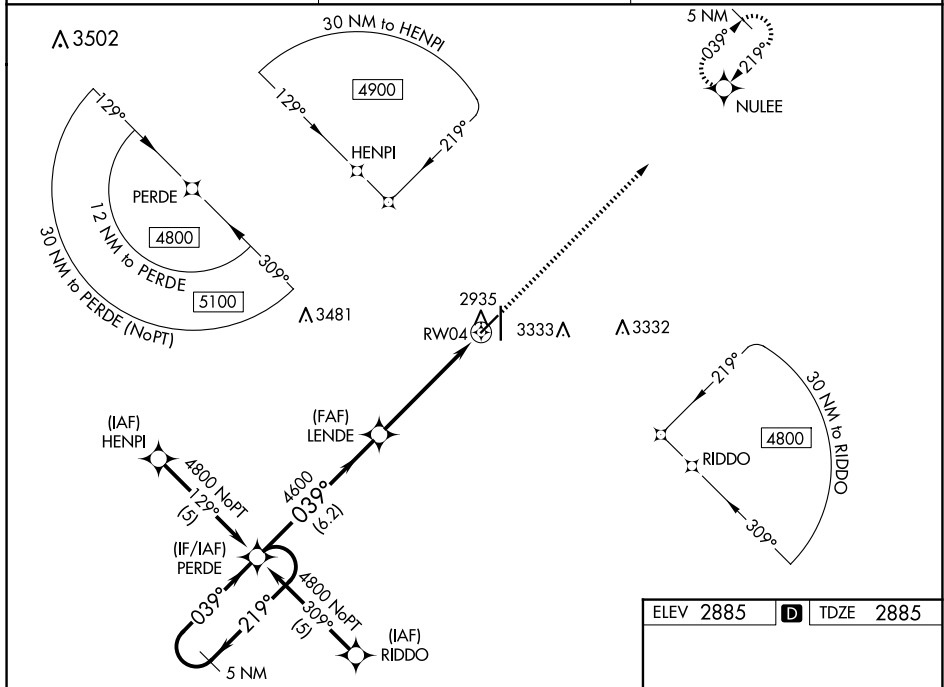 3502
30 NM to HENPI
4900
129°
219°
HENPI
5 NM
039°
219°
NULEE
129°
PERDE
4800
12 NM to PERDE
309°
5100
30 NM to PERDE (NoPT)
3481
2935
RW04
3333
3332
219°
30 NM to RIDDO
4800
RIDDO
309°
(IAF)
HENPI
4800 NoPT
129°
(5)
(FAF)
LENDE
4600
039°
(6.2)
(IF/IAF)
PERDE
039°
219°
5 NM
4800 NoPT
309°
(5)
(IAF)
RIDDO
ELEV 2885 D TDZE 2885